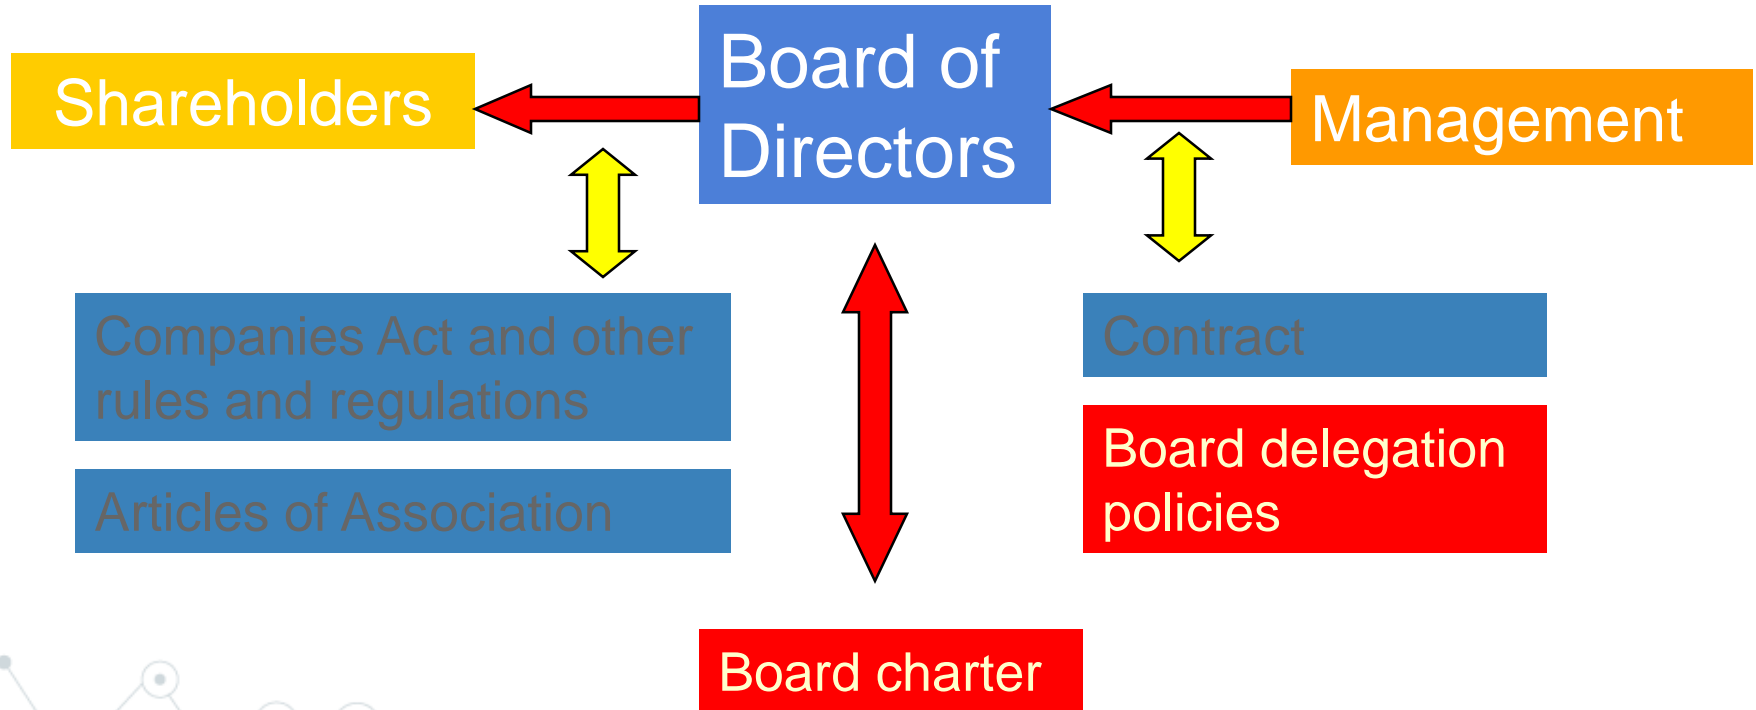 Shareholders
Board of
Directors
Management
Companies Act and other
rules and regulations
Articles of Association
Contract
Board delegation
policies
Board charter